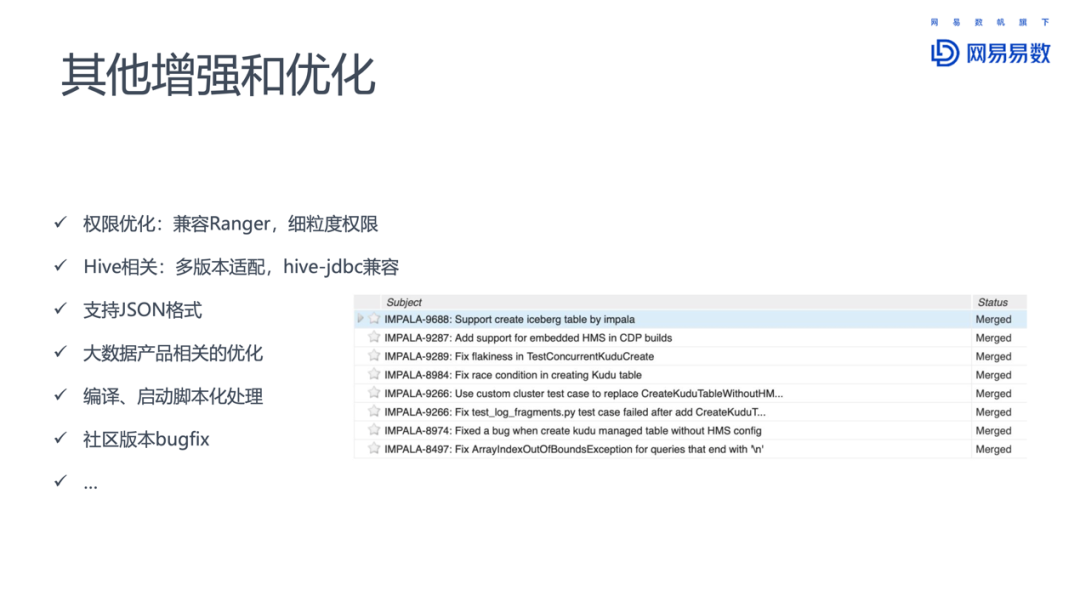 网易数帆旗下
网易易数
其他增强和优化
✓ 权限优化：兼容Ranger，细粒度权限
✓ Hive相关：多版本适配，hive-jdbc兼容
✓ 支持JSON格式
✓ 大数据产品相关的优化
✓ 编译、启动脚本化处理
✓ 社区版本bugfix
✓ ...
Subject Status
IMPALA-9688: Support create iceberg table by impala Merged
IMPALA-9287: Add support for embedded HMS in CDP builds Merged
IMPALA-9289: Fix flakiness in TestConcurrentKuduCreate Merged
IMPALA-8984: Fix race condition in creating Kudu table Merged
IMPALA-9266: Use custom cluster test case to replace CreateKuduTableWithoutHM... Merged
IMPALA-9266: Fix test_log_fragments.py test case failed after add CreateKuduT... Merged
IMPALA-8974: Fixed a bug when create kudu managed table without HMS config Merged
IMPALA-8497: Fix ArrayIndexOutOfBoundsException for queries that end with '\n' Merged